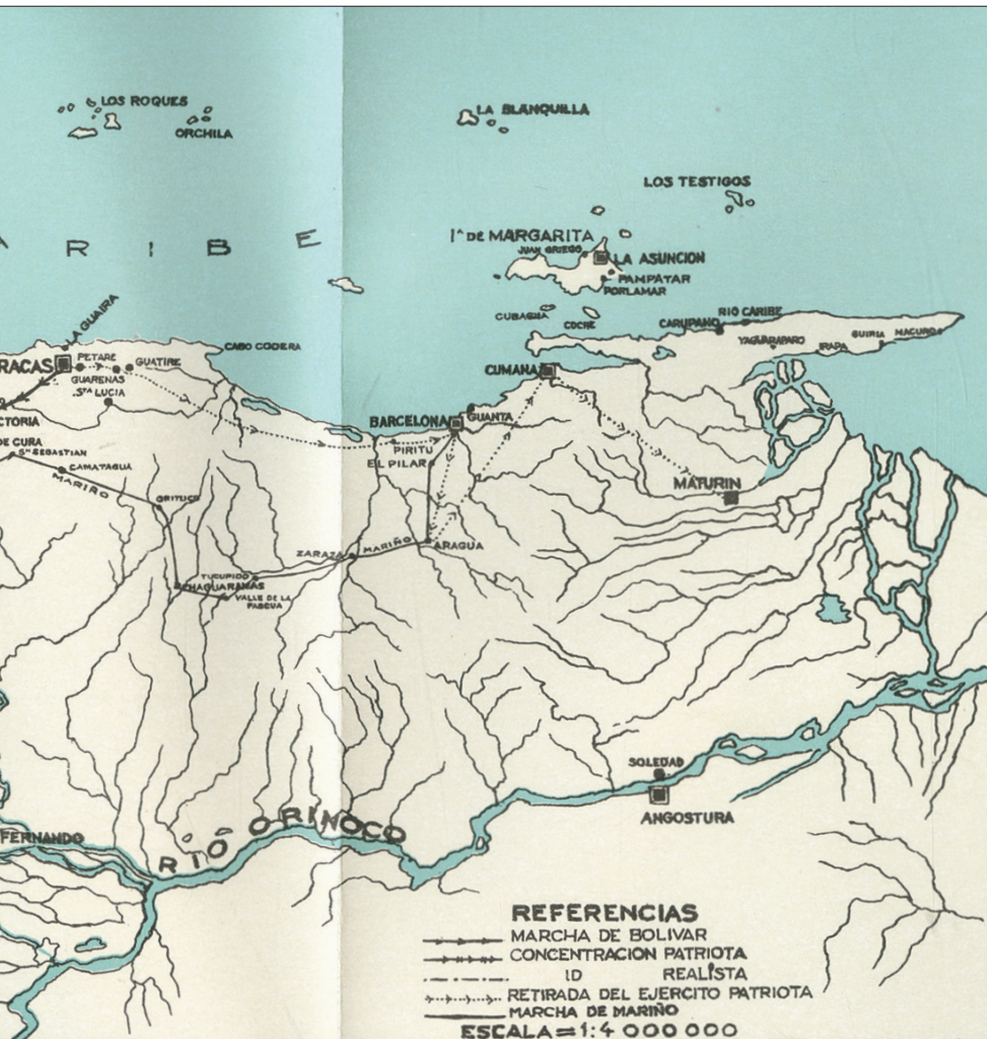 LOS ROQUES
ORCHILA
LA BLANQUILLA
LOS TESTIGOS
A R I B E
Iᴬ DE MARGARITA
JUAN GRIEGO
LA ASUNCION
PAMPATAR
PORLAMAR
CUBAGUA
COCHE
LA GUAIRA
CABO CODERA
RIO CARIBE
CARUPANO
YAGUARAPARO
IRAPA
GUIRIA
MACURO
RACAS
PETARE
GUATIRE
GUARENAS
Sᵀᴬ LUCIA
CTORIA
CUMANA
BARCELONA
GUANTA
PIRITU
EL PILAR
DE CURA
Sⁿ SEBASTIAN
CAMATAGUA
MARIÑO
ORITUCO
MATURIN
ZARAZA
MARIÑO
ARAGUA
TUCUPIDO
CHAGUARAMAS
VALLE DE LA
PASCUA
SOLEDAD
ANGOSTURA
FERNANDO
RIO ORINOCO
REFERENCIAS
MARCHA DE BOLIVAR
CONCENTRACION PATRIOTA
ID REALISTA
RETIRADA DEL EJERCITO PATRIOTA
MARCHA DE MARIÑO
ESCALA = 1:4 000 000